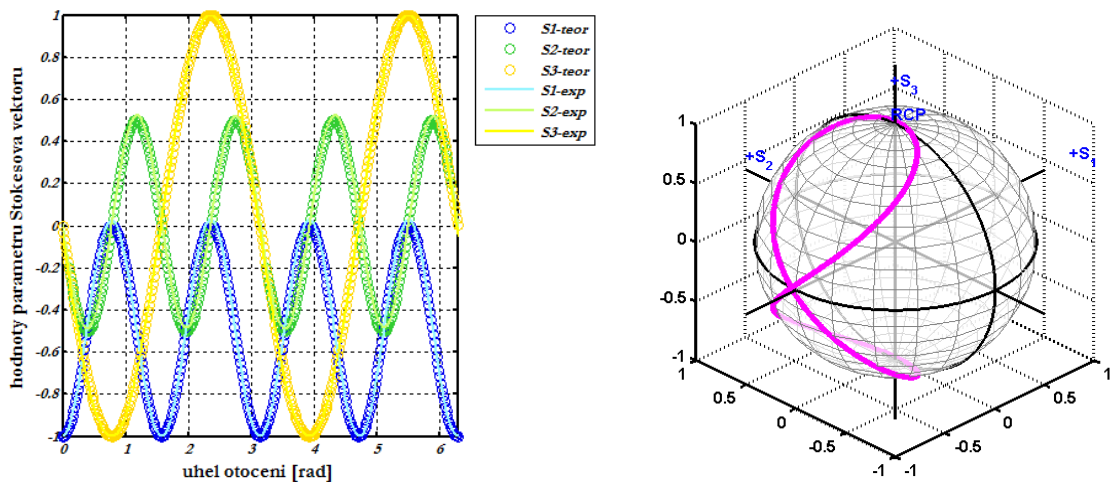 hodnoty parametru Stokesova vektoru
1
0.8
0.6
0.4
0.2
0
-0.2
-0.4
-0.6
-0.8
-1
0 1 2 3 4 5 6
uhel otoceni [rad]
S1-teor
S2-teor
S3-teor
S1-exp
S2-exp
S3-exp
+S3
RCP
+S2
+S1
1
0.5
0
-0.5
-1
1
0.5
0
-0.5
-1
-1
-0.5
0
0.5
1